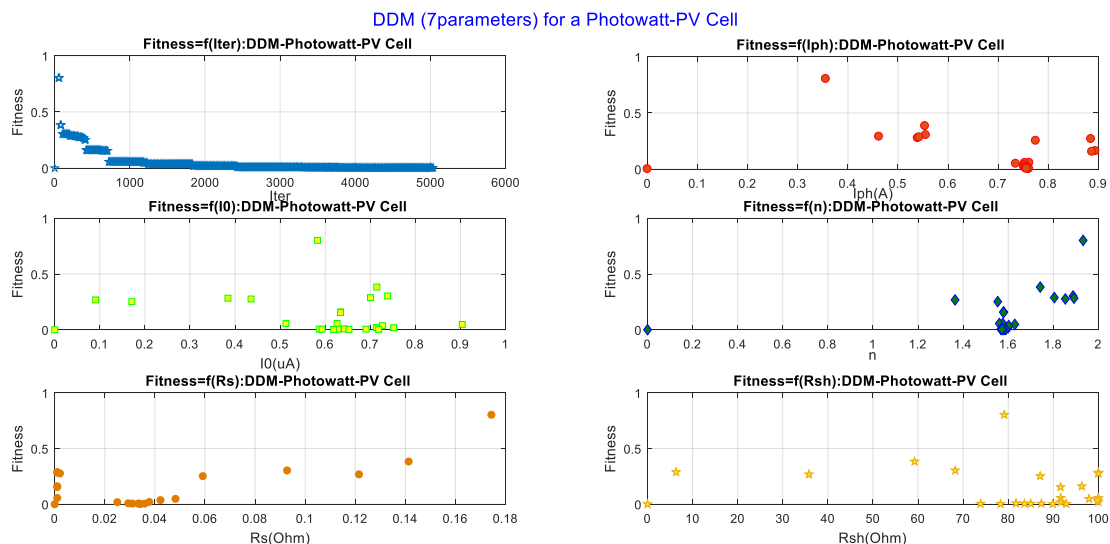 DDM (7parameters) for a Photowatt-PV Cell
Fitness=f(Iter):DDM-Photowatt-PV Cell
Fitness
1
0.5
0
0 1000 2000 3000 4000 5000 6000
Iter
Fitness=f(Iph):DDM-Photowatt-PV Cell
Fitness
1
0.5
0
0 0.1 0.2 0.3 0.4 0.5 0.6 0.7 0.8 0.9
Iph(A)
Fitness=f(I0):DDM-Photowatt-PV Cell
Fitness
1
0.5
0
0 0.1 0.2 0.3 0.4 0.5 0.6 0.7 0.8 0.9 1
I0(uA)
Fitness=f(n):DDM-Photowatt-PV Cell
Fitness
1
0.5
0
0 0.2 0.4 0.6 0.8 1 1.2 1.4 1.6 1.8 2
n
Fitness=f(Rs):DDM-Photowatt-PV Cell
Fitness
1
0.5
0
0 0.02 0.04 0.06 0.08 0.1 0.12 0.14 0.16 0.18
Rs(Ohm)
Fitness=f(Rsh):DDM-Photowatt-PV Cell
Fitness
1
0.5
0
0 10 20 30 40 50 60 70 80 90 100
Rsh(Ohm)